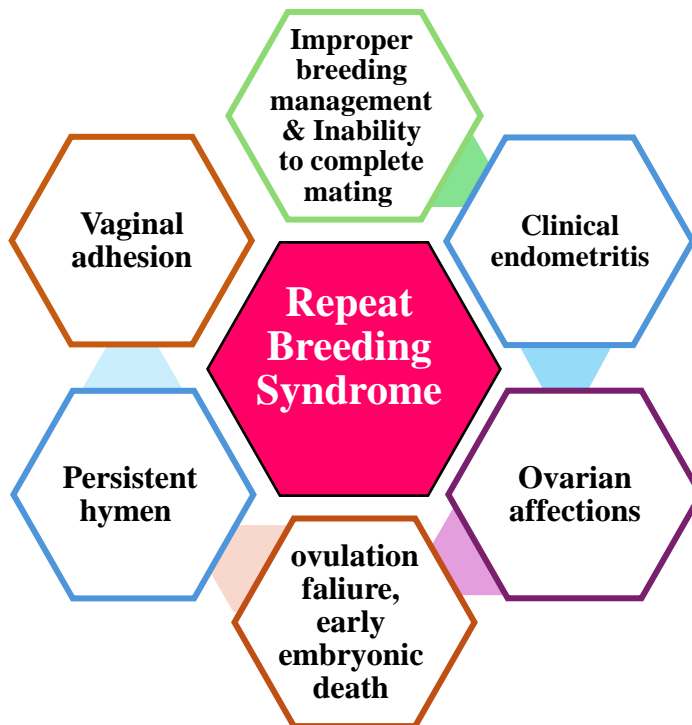 Improper
breeding
management
& Inability
to complete
mating
Clinical
endometritis
Ovarian
affections
ovulation
faliure,
early
embryonic
death
Persistent
hymen
Vaginal
adhesion
Repeat
Breeding
Syndrome